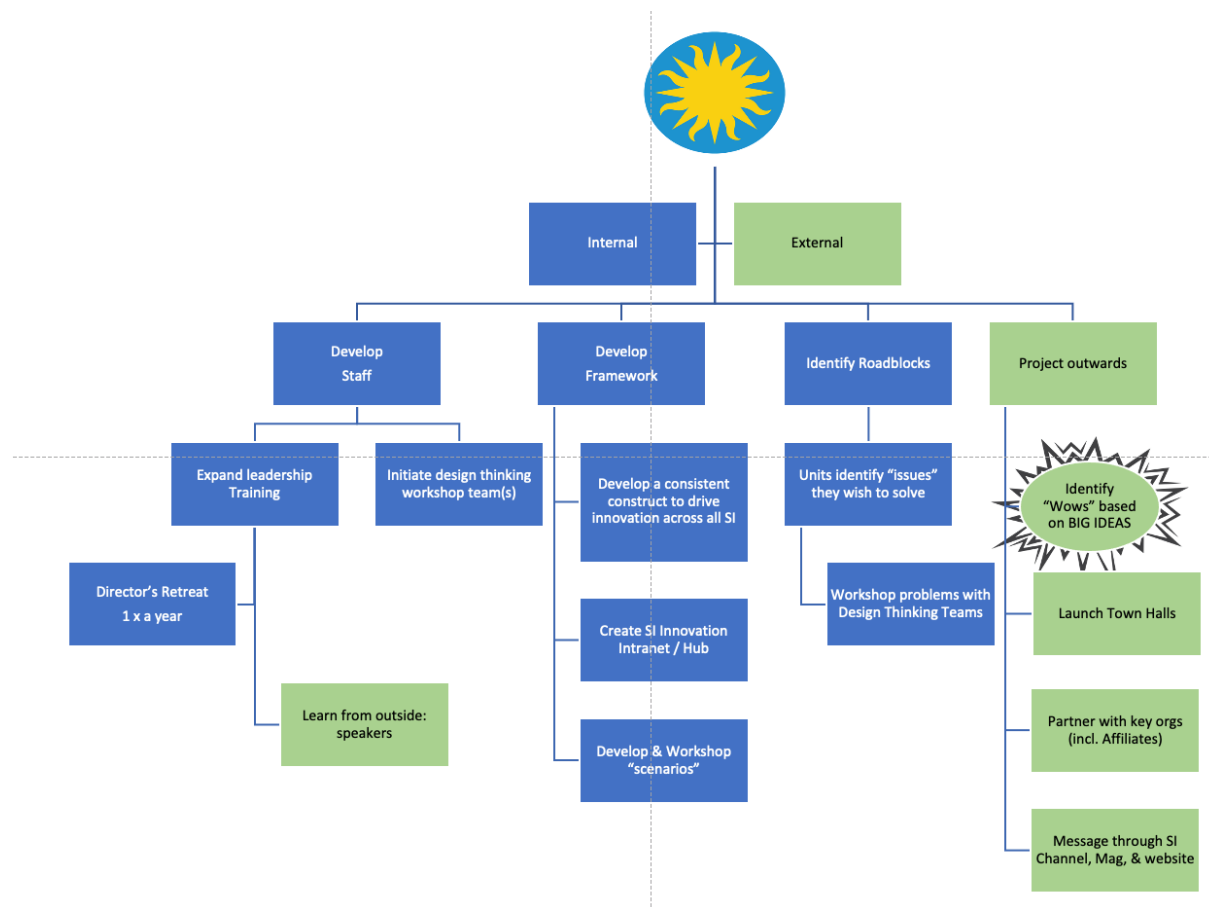 Internal
External
Develop
Staff
Develop
Framework
Identify Roadblocks
Project outwards
Expand leadership
Training
Initiate design thinking
workshop team(s)
Develop a consistent
construct to drive
innovation across all SI
Units identify “issues”
they wish to solve
Identify
“Wows” based
on BIG IDEAS
Director’s Retreat
1 x a year
Create SI Innovation
Intranet / Hub
Workshop problems with
Design Thinking Teams
Launch Town Halls
Learn from outside:
speakers
Develop & Workshop
“scenarios”
Partner with key orgs
(incl. Affiliates)
Message through SI
Channel, Mag, & website